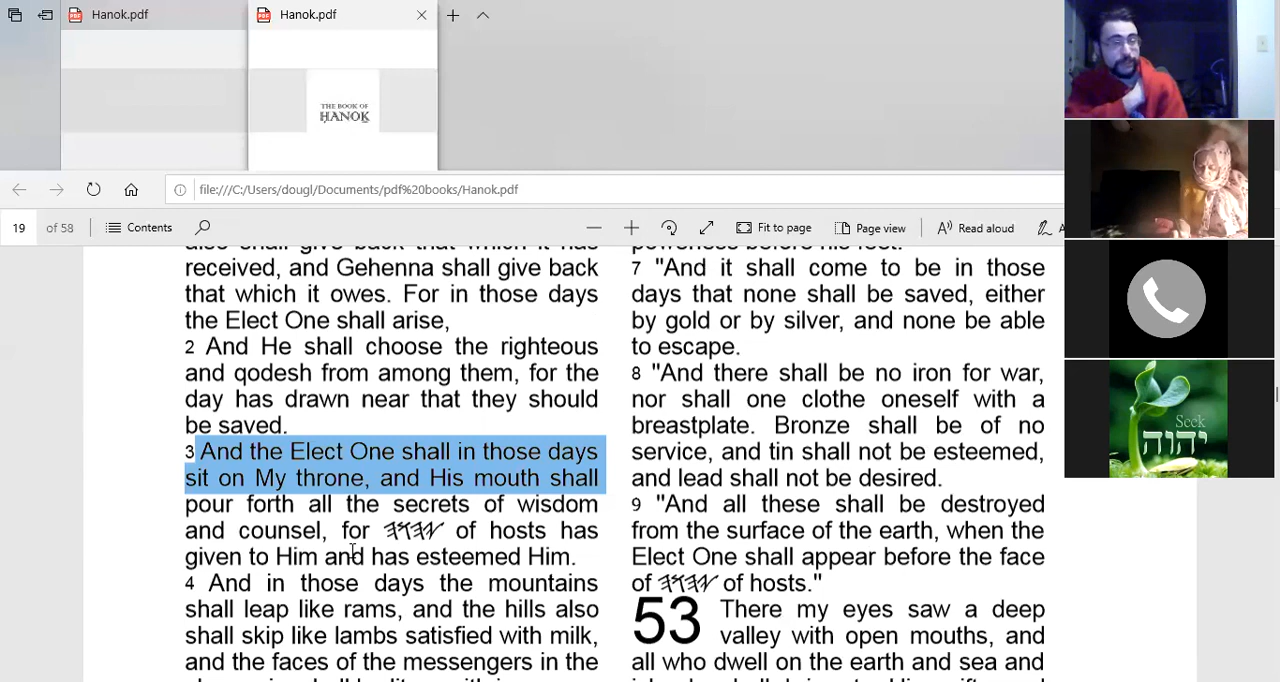 Hanok.pdf
Hanok.pdf
THE BOOK OF
HANOK
file:///C:/Users/dougl/Documents/pdf%20books/Hanok.pdf
19 of 58
Contents
Fit to page
Page view
Read aloud
also shall give back that which it has
received, and Gehenna shall give back
that which it owes. For in those days
the Elect One shall arise,
2 And He shall choose the righteous
and qodesh from among them, for the
day has drawn near that they should
be saved.
3 And the Elect One shall in those days
sit on My throne, and His mouth shall
pour forth all the secrets of wisdom
and counsel, for 𐤉𐤄𐤅𐤄 of hosts has
given to Him and has esteemed Him.
4 And in those days the mountains
shall leap like rams, and the hills also
shall skip like lambs satisfied with milk,
and the faces of the messengers in the
before his feet.
7 "And it shall come to be in those
days that none shall be saved, either
by gold or by silver, and none be able
to escape.
8 "And there shall be no iron for war,
nor shall one clothe oneself with a
breastplate. Bronze shall be of no
service, and tin shall not be esteemed,
and lead shall not be desired.
9 "And all these shall be destroyed
from the surface of the earth, when the
Elect One shall appear before the face
of 𐤉𐤄𐤅𐤄 of hosts."
53 There my eyes saw a deep
valley with open mouths, and
all who dwell on the earth and sea and
Seek
יהוה